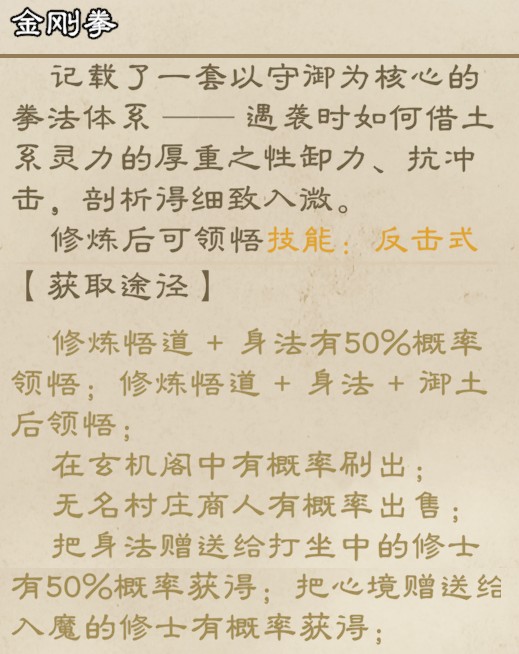 金刚拳
记载了一套以守御为核心的
拳法体系 —— 遇袭时如何借土
系灵力的厚重之性卸力、抗冲
击，剖析得细致入微。
修炼后可领悟技能：反击式
【获取途径】
修炼悟道 + 身法有50%概率
领悟；修炼悟道 + 身法 + 御土
后领悟；
在玄机阁中有概率刷出；
无名村庄商人有概率出售；
把身法赠送给打坐中的修士
有50%概率获得；把心境赠送给
入魔的修士有概率获得；